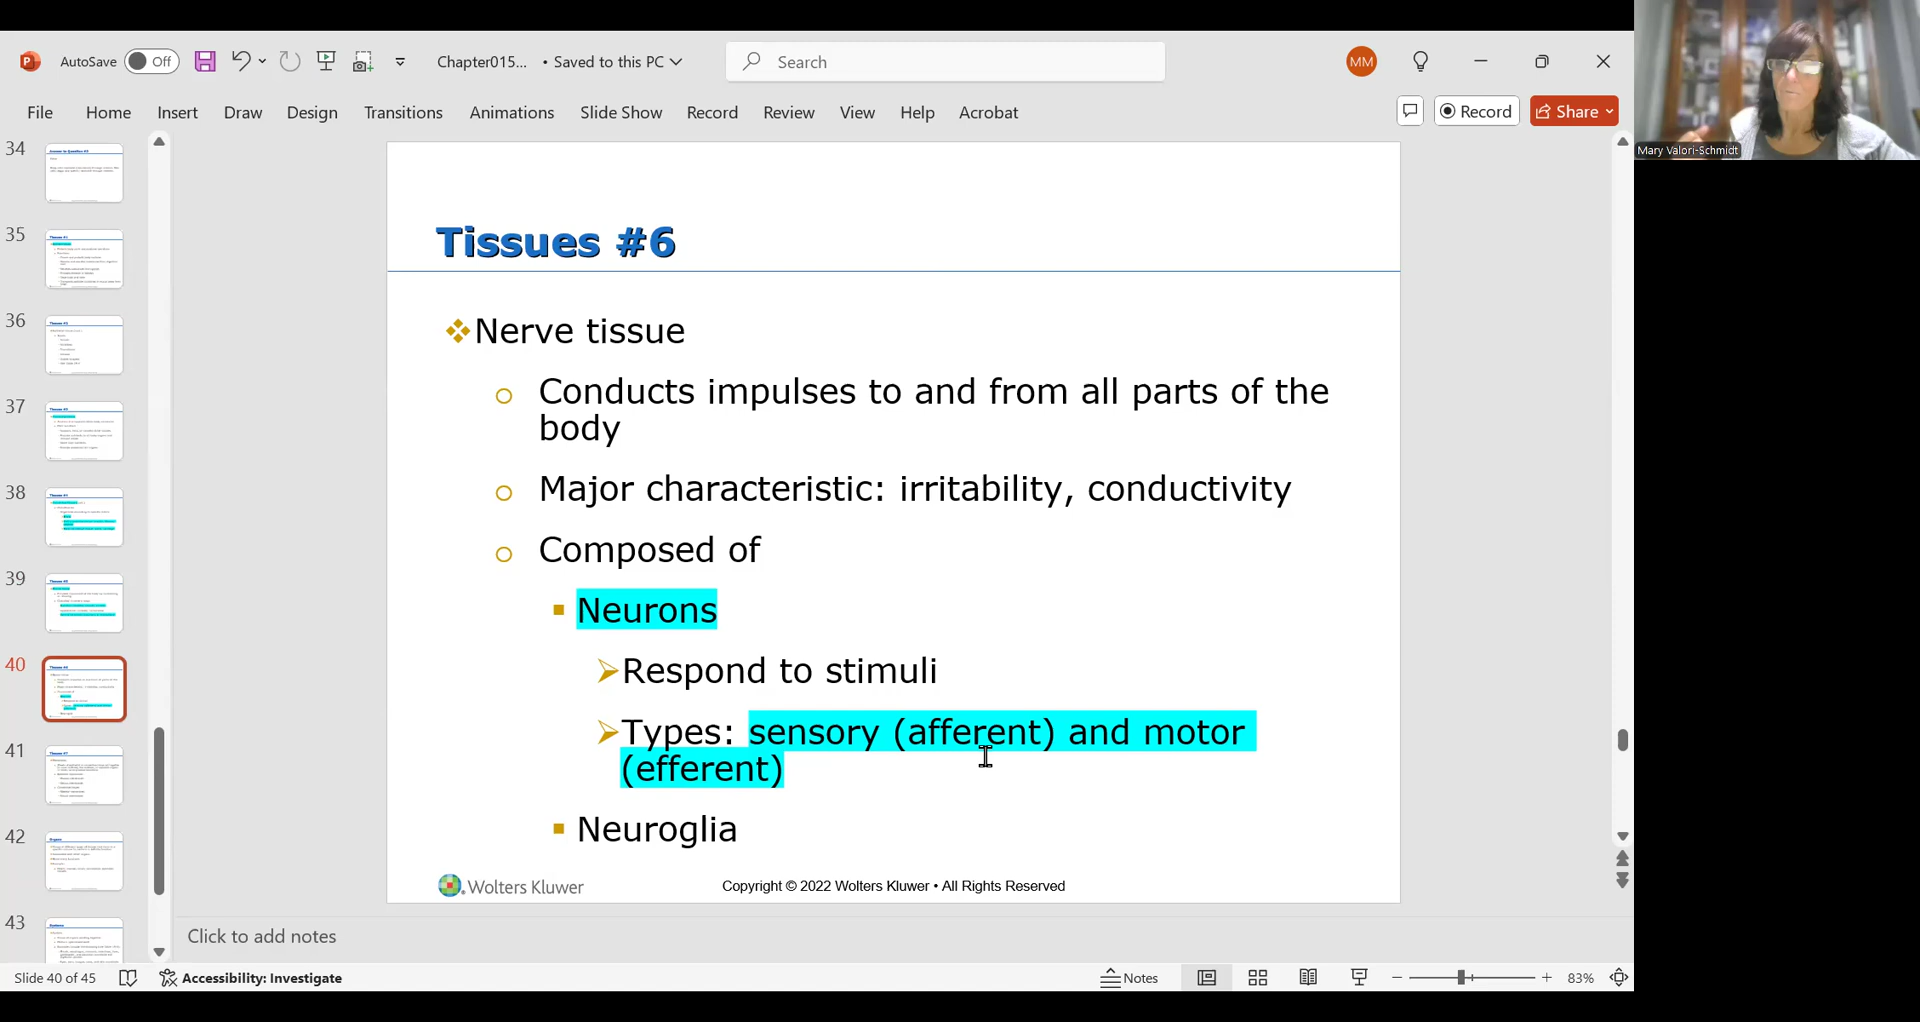 AutoSave Off Chapter015... • Saved to this PC Search MM
File Home Insert Draw Design Transitions Animations Slide Show Record Review View Help Acrobat Record Share
Mary Valori-Schmidt
34
35
36
37
38
39
40
41
42
43
Tissues #6
Nerve tissue
Conducts impulses to and from all parts of the
body
Major characteristic: irritability, conductivity
Composed of
Neurons
Respond to stimuli
Types: sensory (afferent) and motor
(efferent)
Neuroglia
Wolters Kluwer
Copyright © 2022 Wolters Kluwer • All Rights Reserved
Click to add notes
Slide 40 of 45 Accessibility: Investigate Notes 83%